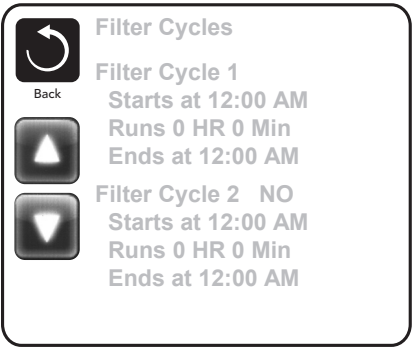 Filter Cycles
Back
Filter Cycle 1
Starts at 12:00 AM
Runs 0 HR 0 Min
Ends at 12:00 AM
Filter Cycle 2 NO
Starts at 12:00 AM
Runs 0 HR 0 Min
Ends at 12:00 AM